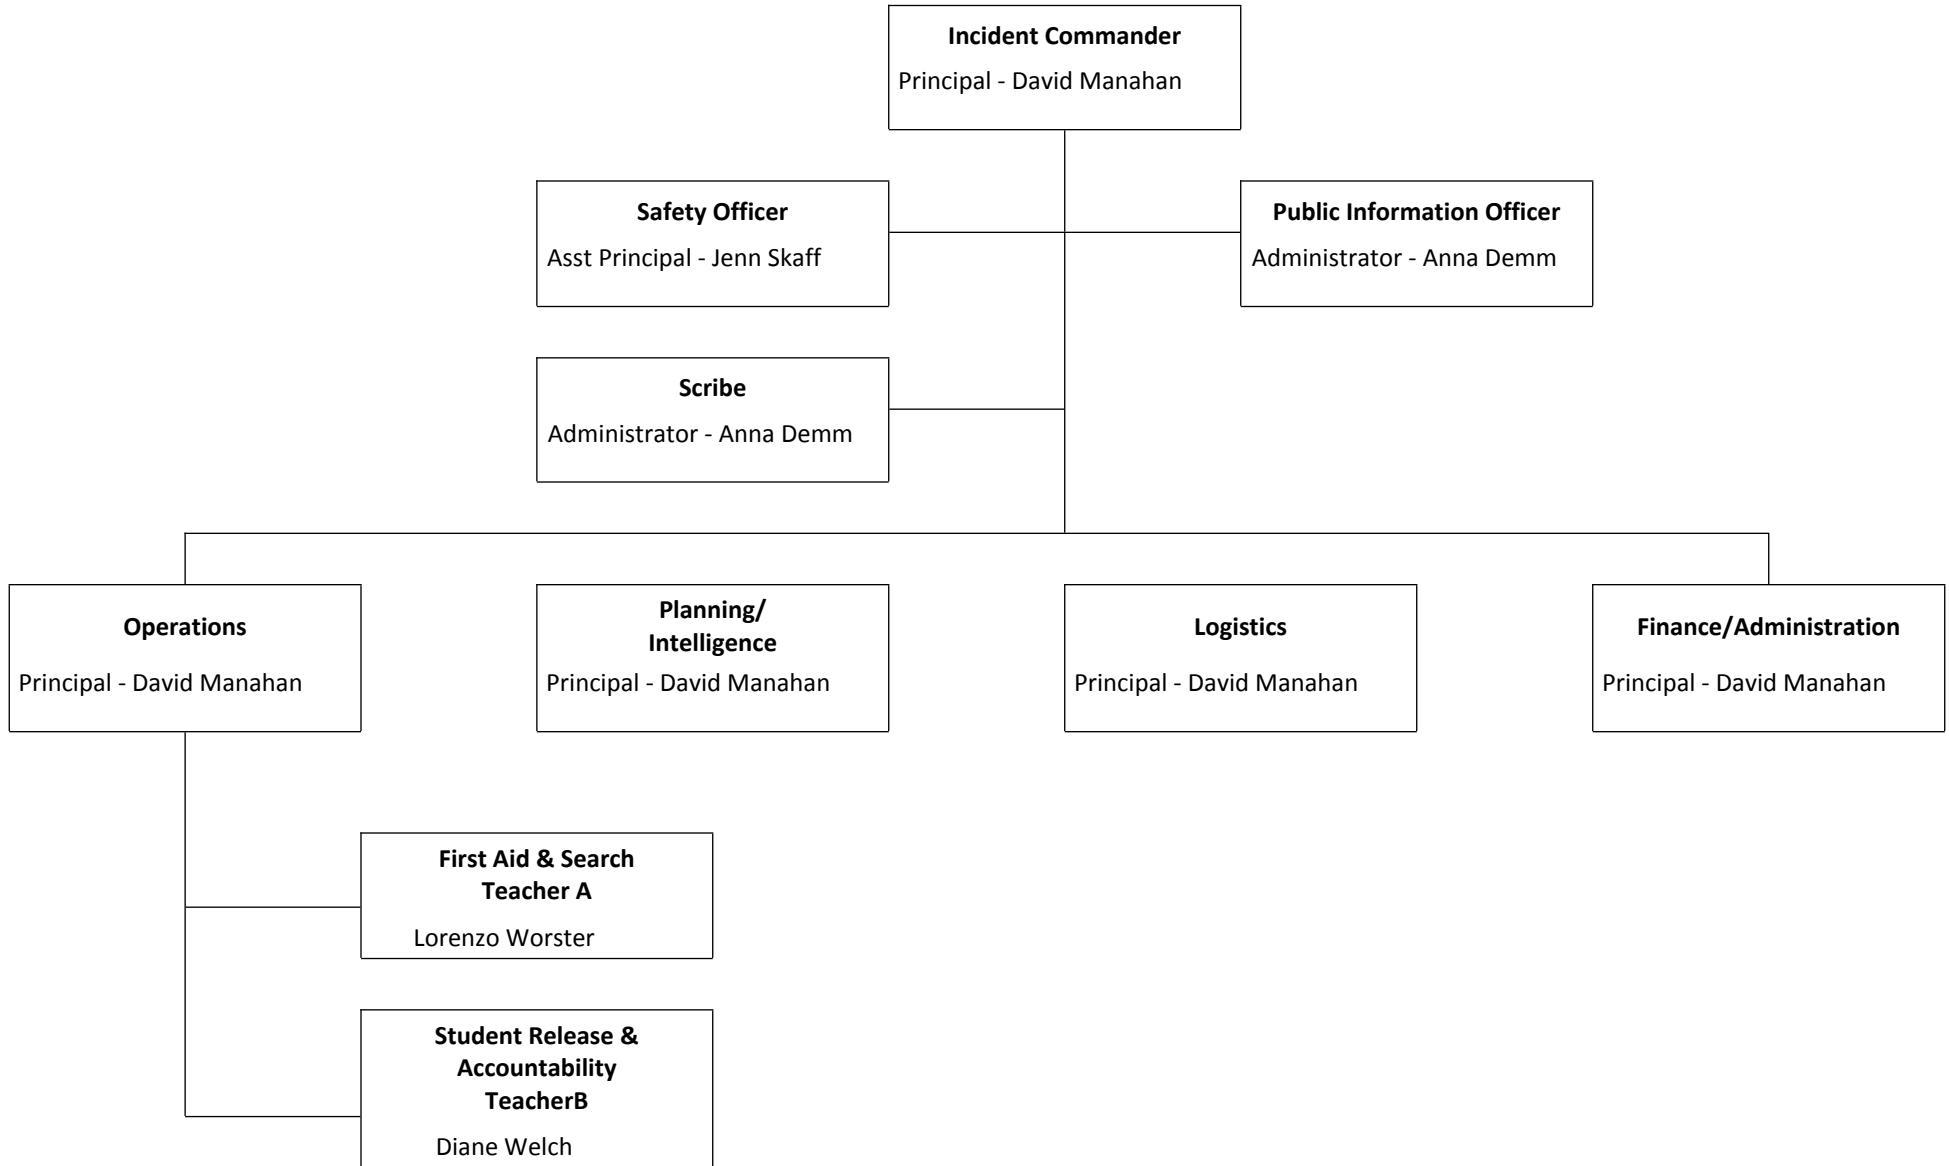 Incident Commander
Principal - David Manahan
Safety Officer
Asst Principal - Jenn Skaff
Public Information Officer
Administrator - Anna Demm
Scribe
Administrator - Anna Demm
Operations
Principal - David Manahan
Planning/
Intelligence
Principal - David Manahan
Logistics
Principal - David Manahan
Finance/Administration
Principal - David Manahan
First Aid & Search
Teacher A
Lorenzo Worster
Student Release &
Accountability
TeacherB
Diane Welch